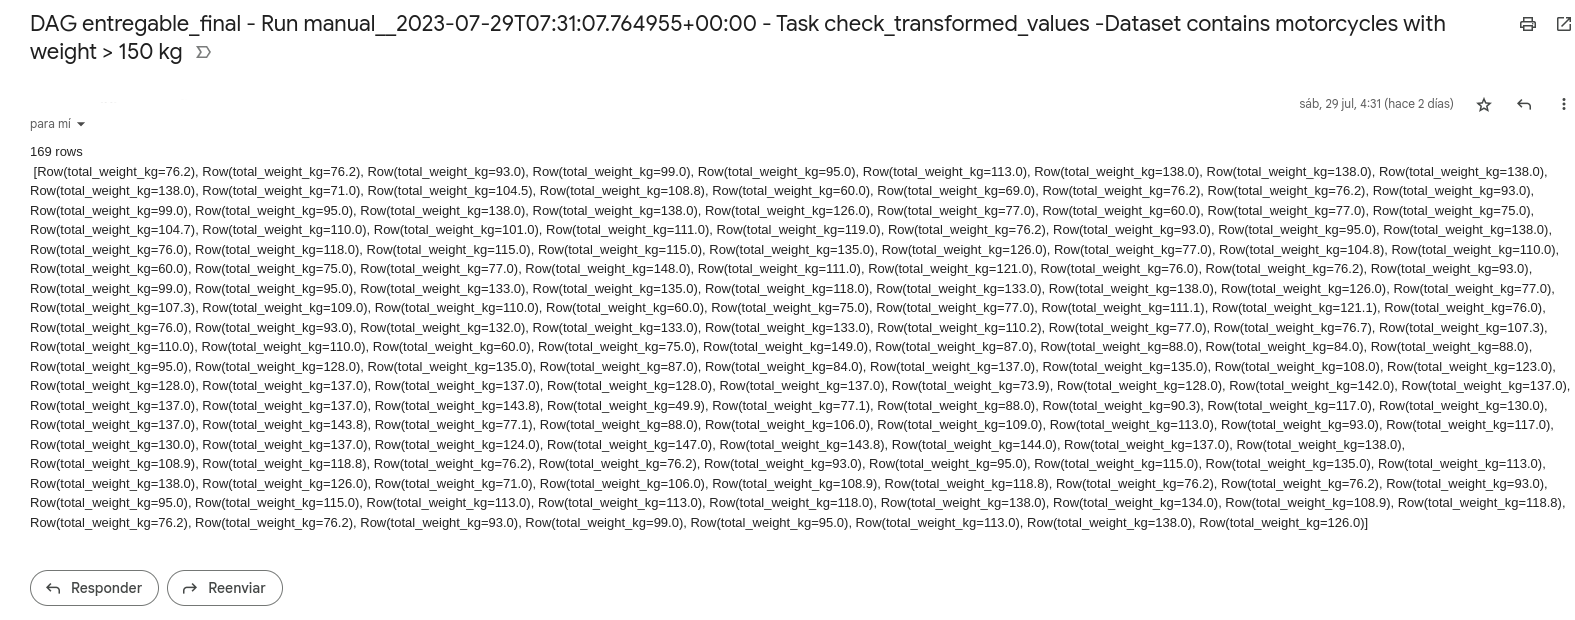 DAG entregable_final - Run manual__2023-07-29T07:31:07.764955+00:00 - Task check_transformed_values -Dataset contains motorcycles with
weight > 150 kg
sáb, 29 jul, 4:31 (hace 2 días)
para mí
169 rows
[Row(total_weight_kg=76.2), Row(total_weight_kg=76.2), Row(total_weight_kg=93.0), Row(total_weight_kg=99.0), Row(total_weight_kg=95.0), Row(total_weight_kg=113.0), Row(total_weight_kg=138.0), Row(total_weight_kg=138.0), Row(total_weight_kg=138.0),
Row(total_weight_kg=138.0), Row(total_weight_kg=71.0), Row(total_weight_kg=104.5), Row(total_weight_kg=108.8), Row(total_weight_kg=60.0), Row(total_weight_kg=69.0), Row(total_weight_kg=76.2), Row(total_weight_kg=76.2), Row(total_weight_kg=93.0),
Row(total_weight_kg=99.0), Row(total_weight_kg=95.0), Row(total_weight_kg=138.0), Row(total_weight_kg=138.0), Row(total_weight_kg=126.0), Row(total_weight_kg=77.0), Row(total_weight_kg=60.0), Row(total_weight_kg=77.0), Row(total_weight_kg=75.0),
Row(total_weight_kg=104.7), Row(total_weight_kg=110.0), Row(total_weight_kg=101.0), Row(total_weight_kg=111.0), Row(total_weight_kg=119.0), Row(total_weight_kg=76.2), Row(total_weight_kg=93.0), Row(total_weight_kg=95.0), Row(total_weight_kg=138.0),
Row(total_weight_kg=76.0), Row(total_weight_kg=118.0), Row(total_weight_kg=115.0), Row(total_weight_kg=115.0), Row(total_weight_kg=135.0), Row(total_weight_kg=126.0), Row(total_weight_kg=77.0), Row(total_weight_kg=104.8), Row(total_weight_kg=110.0),
Row(total_weight_kg=60.0), Row(total_weight_kg=75.0), Row(total_weight_kg=77.0), Row(total_weight_kg=148.0), Row(total_weight_kg=111.0), Row(total_weight_kg=121.0), Row(total_weight_kg=76.0), Row(total_weight_kg=76.2), Row(total_weight_kg=93.0),
Row(total_weight_kg=99.0), Row(total_weight_kg=95.0), Row(total_weight_kg=133.0), Row(total_weight_kg=135.0), Row(total_weight_kg=118.0), Row(total_weight_kg=133.0), Row(total_weight_kg=138.0), Row(total_weight_kg=126.0), Row(total_weight_kg=77.0),
Row(total_weight_kg=107.3), Row(total_weight_kg=109.0), Row(total_weight_kg=110.0), Row(total_weight_kg=60.0), Row(total_weight_kg=75.0), Row(total_weight_kg=77.0), Row(total_weight_kg=111.1), Row(total_weight_kg=121.1), Row(total_weight_kg=76.0),
Row(total_weight_kg=76.0), Row(total_weight_kg=93.0), Row(total_weight_kg=132.0), Row(total_weight_kg=133.0), Row(total_weight_kg=133.0), Row(total_weight_kg=110.2), Row(total_weight_kg=77.0), Row(total_weight_kg=76.7), Row(total_weight_kg=107.3),
Row(total_weight_kg=110.0), Row(total_weight_kg=110.0), Row(total_weight_kg=60.0), Row(total_weight_kg=75.0), Row(total_weight_kg=149.0), Row(total_weight_kg=87.0), Row(total_weight_kg=88.0), Row(total_weight_kg=84.0), Row(total_weight_kg=88.0),
Row(total_weight_kg=95.0), Row(total_weight_kg=128.0), Row(total_weight_kg=135.0), Row(total_weight_kg=87.0), Row(total_weight_kg=84.0), Row(total_weight_kg=137.0), Row(total_weight_kg=135.0), Row(total_weight_kg=108.0), Row(total_weight_kg=123.0),
Row(total_weight_kg=128.0), Row(total_weight_kg=137.0), Row(total_weight_kg=137.0), Row(total_weight_kg=128.0), Row(total_weight_kg=137.0), Row(total_weight_kg=73.9), Row(total_weight_kg=128.0), Row(total_weight_kg=142.0), Row(total_weight_kg=137.0),
Row(total_weight_kg=137.0), Row(total_weight_kg=137.0), Row(total_weight_kg=143.8), Row(total_weight_kg=49.9), Row(total_weight_kg=77.1), Row(total_weight_kg=88.0), Row(total_weight_kg=90.3), Row(total_weight_kg=117.0), Row(total_weight_kg=130.0),
Row(total_weight_kg=137.0), Row(total_weight_kg=143.8), Row(total_weight_kg=77.1), Row(total_weight_kg=88.0), Row(total_weight_kg=106.0), Row(total_weight_kg=109.0), Row(total_weight_kg=113.0), Row(total_weight_kg=93.0), Row(total_weight_kg=117.0),
Row(total_weight_kg=130.0), Row(total_weight_kg=137.0), Row(total_weight_kg=124.0), Row(total_weight_kg=147.0), Row(total_weight_kg=143.8), Row(total_weight_kg=144.0), Row(total_weight_kg=137.0), Row(total_weight_kg=138.0),
Row(total_weight_kg=108.9), Row(total_weight_kg=118.8), Row(total_weight_kg=76.2), Row(total_weight_kg=76.2), Row(total_weight_kg=93.0), Row(total_weight_kg=95.0), Row(total_weight_kg=115.0), Row(total_weight_kg=135.0), Row(total_weight_kg=113.0),
Row(total_weight_kg=138.0), Row(total_weight_kg=126.0), Row(total_weight_kg=71.0), Row(total_weight_kg=106.0), Row(total_weight_kg=108.9), Row(total_weight_kg=118.8), Row(total_weight_kg=76.2), Row(total_weight_kg=76.2), Row(total_weight_kg=93.0),
Row(total_weight_kg=95.0), Row(total_weight_kg=115.0), Row(total_weight_kg=113.0), Row(total_weight_kg=113.0), Row(total_weight_kg=118.0), Row(total_weight_kg=138.0), Row(total_weight_kg=134.0), Row(total_weight_kg=108.9), Row(total_weight_kg=118.8),
Row(total_weight_kg=76.2), Row(total_weight_kg=76.2), Row(total_weight_kg=93.0), Row(total_weight_kg=99.0), Row(total_weight_kg=95.0), Row(total_weight_kg=113.0), Row(total_weight_kg=138.0), Row(total_weight_kg=126.0)]
Responder
Reenviar